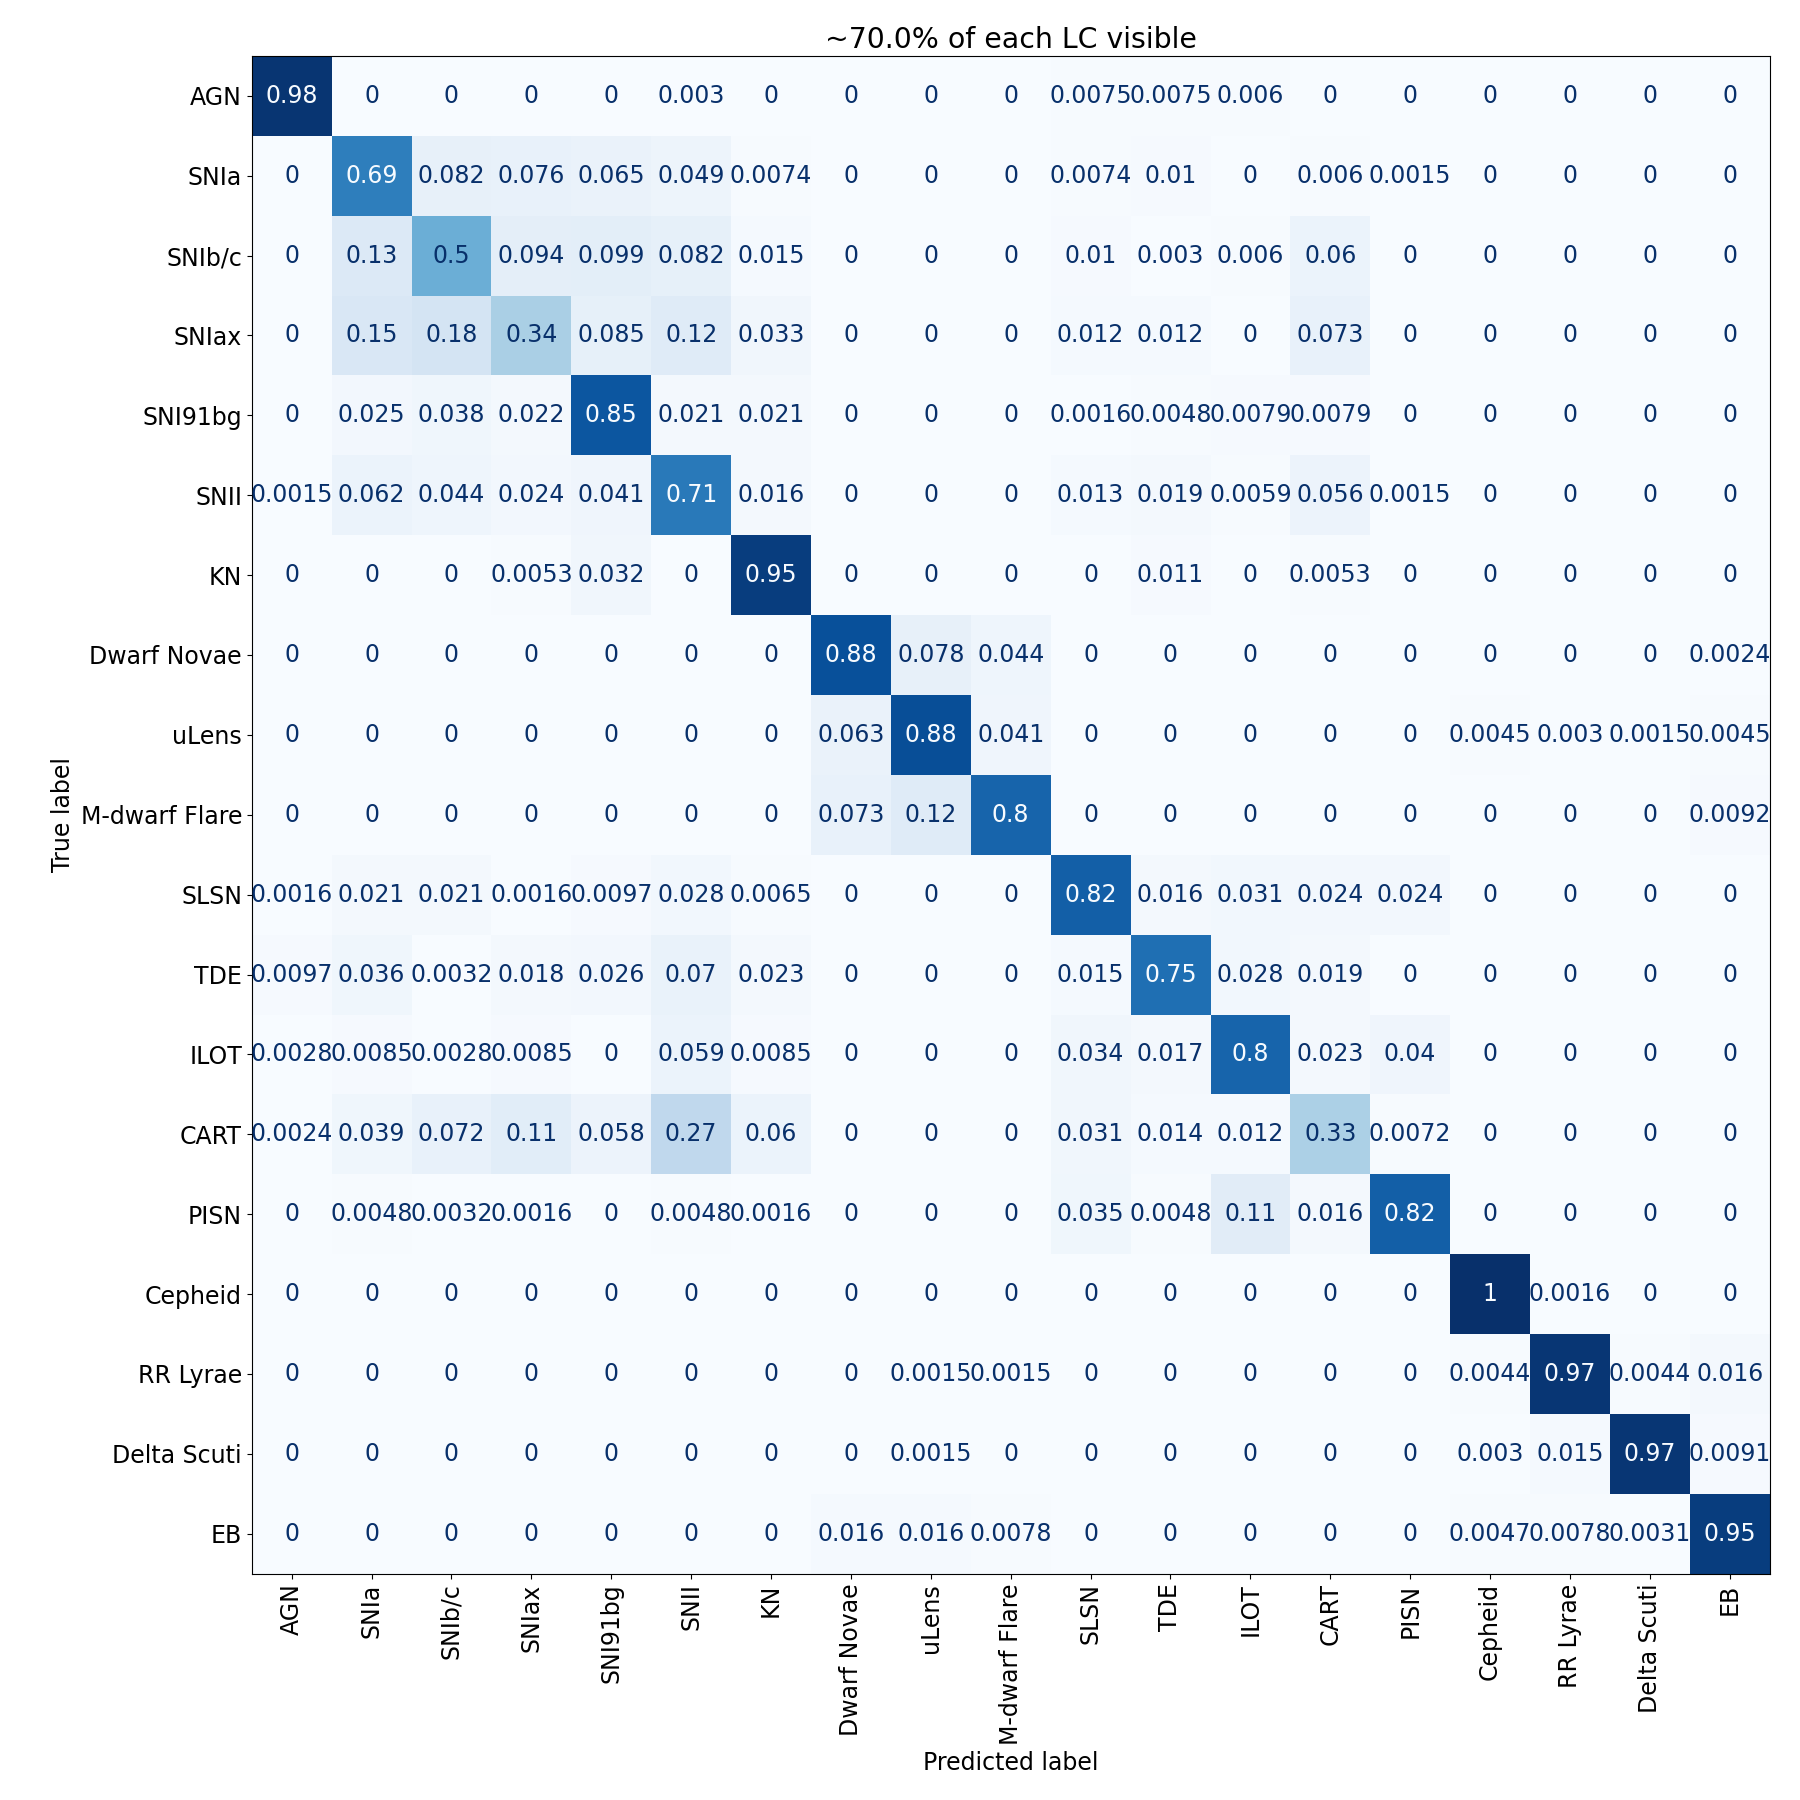 ~70.0% of each LC visible
AGN 0.98 0 0 0 0 0.003 0 0 0 0 0.0075 0.0075 0.006 0 0 0 0 0 0
SNIa 0 0.69 0.082 0.076 0.065 0.049 0.0074 0 0 0 0.0074 0.01 0 0.006 0.0015 0 0 0 0
SNIb/c 0 0.13 0.5 0.094 0.099 0.082 0.015 0 0 0 0.01 0.003 0.006 0.06 0 0 0 0 0
SNIax 0 0.15 0.18 0.34 0.085 0.12 0.033 0 0 0 0.012 0.012 0 0.073 0 0 0 0 0
SNI91bg 0 0.025 0.038 0.022 0.85 0.021 0.021 0 0 0 0.0016 0.0048 0.0079 0.0079 0 0 0 0 0
SNII 0.0015 0.062 0.044 0.024 0.041 0.71 0.016 0 0 0 0.013 0.019 0.0059 0.056 0.0015 0 0 0 0
KN 0 0 0 0.0053 0.032 0 0.95 0 0 0 0 0.011 0 0.0053 0 0 0 0 0
Dwarf Novae 0 0 0 0 0 0 0 0.88 0.078 0.044 0 0 0 0 0 0 0 0 0.0024
uLens 0 0 0 0 0 0 0 0.063 0.88 0.041 0 0 0 0 0 0.0045 0.003 0.0015 0.0045
M-dwarf Flare 0 0 0 0 0 0 0 0.073 0.12 0.8 0 0 0 0 0 0 0 0 0.0092
SLSN 0.0016 0.021 0.021 0.0016 0.0097 0.028 0.0065 0 0 0 0.82 0.016 0.031 0.024 0.024 0 0 0 0
TDE 0.0097 0.036 0.0032 0.018 0.026 0.07 0.023 0 0 0 0.015 0.75 0.028 0.019 0 0 0 0 0
ILOT 0.0028 0.0085 0.0028 0.0085 0 0.059 0.0085 0 0 0 0.034 0.017 0.8 0.023 0.04 0 0 0 0
CART 0.0024 0.039 0.072 0.11 0.058 0.27 0.06 0 0 0 0.031 0.014 0.012 0.33 0.0072 0 0 0 0
PISN 0 0.0048 0.0032 0.0016 0 0.0048 0.0016 0 0 0 0.035 0.0048 0.11 0.016 0.82 0 0 0 0
Cepheid 0 0 0 0 0 0 0 0 0 0 0 0 0 0 0 1 0.0016 0 0
RR Lyrae 0 0 0 0 0 0 0 0 0.0015 0.0015 0 0 0 0 0 0.0044 0.97 0.0044 0.016
Delta Scuti 0 0 0 0 0 0 0 0 0.0015 0 0 0 0 0 0 0.003 0.015 0.97 0.0091
EB 0 0 0 0 0 0 0 0.016 0.016 0.0078 0 0 0 0 0 0.0047 0.0078 0.0031 0.95
True label
AGN SNIa SNIb/c SNIax SNI91bg SNII KN Dwarf Novae uLens M-dwarf Flare SLSN TDE ILOT CART PISN Cepheid RR Lyrae Delta Scuti EB
Predicted label